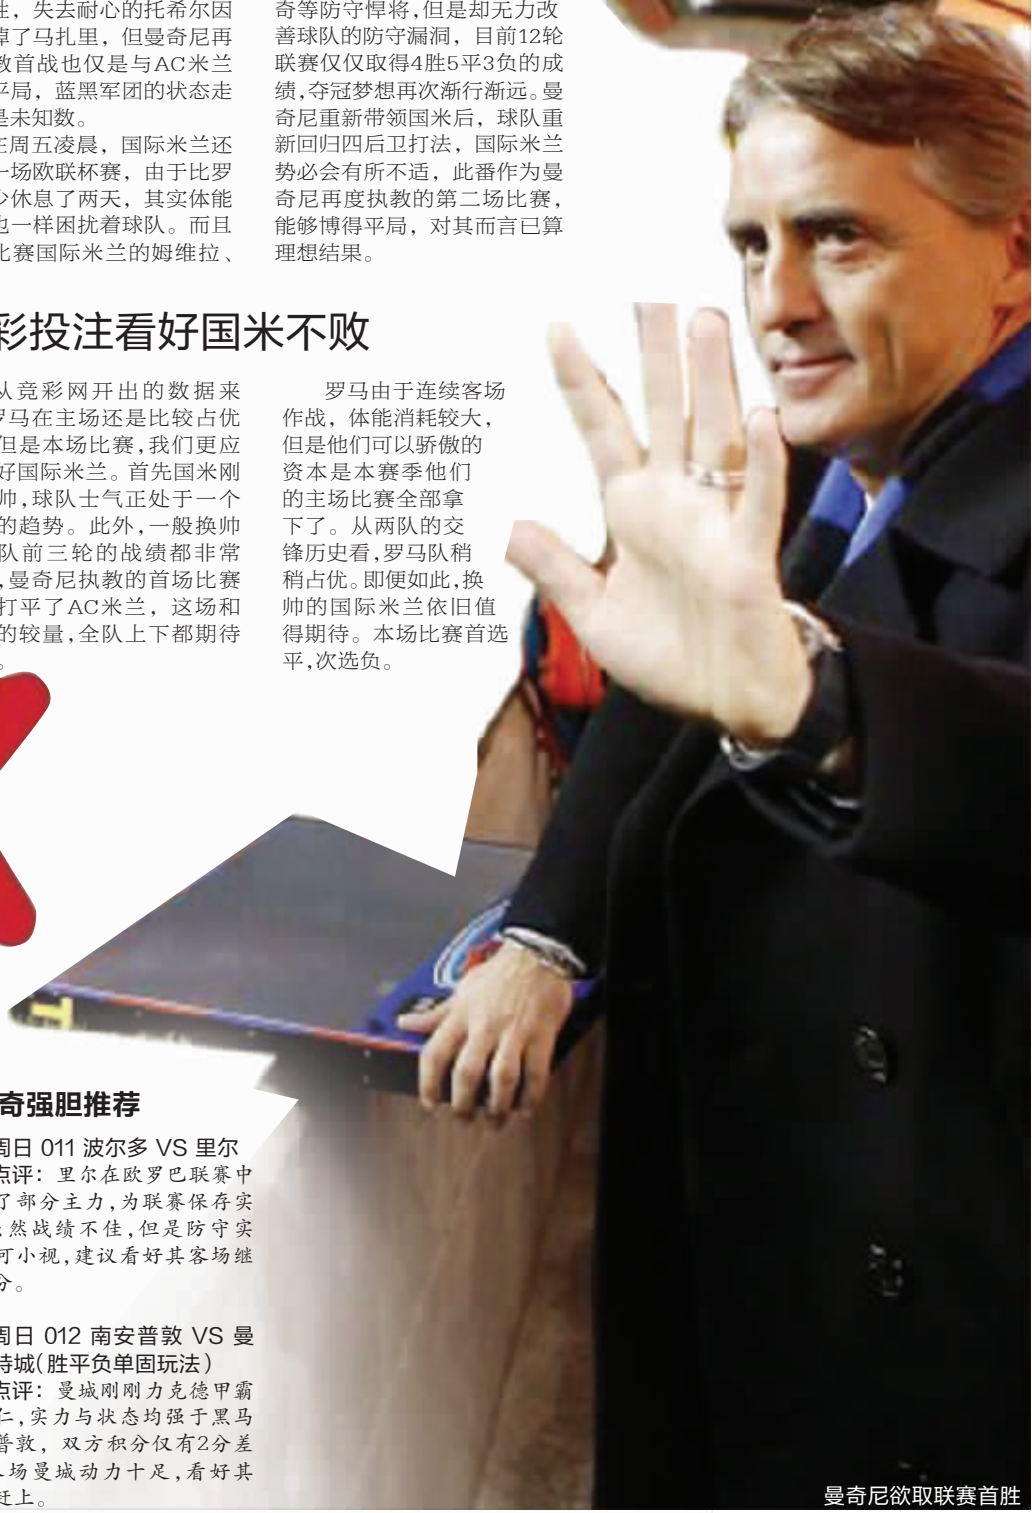 胜，失去耐心的托希尔因
掉了马扎里，但曼奇尼再
教首战也仅是与AC米兰
平局，蓝黑军团的状态走
是未知数。
在周五凌晨，国际米兰还
一场欧联杯赛，由于比罗
少休息了两天，其实体能
也一样困扰着球队。而且
比赛国际米兰的姆维拉、
奇等防守悍将,但是却无力改
善球队的防守漏洞，目前12轮
联赛仅仅取得4胜5平3负的成
绩,夺冠梦想再次渐行渐远。曼
奇尼重新带领国米后，球队重
新回归四后卫打法，国际米兰
势必会有所不适，此番作为曼
奇尼再度执教的第二场比赛，
能够博得平局，对其而言已算
理想结果。
彩投注看好国米不败
从竞彩网开出的数据来
罗马在主场还是比较占优
但是本场比赛,我们更应
好国际米兰。首先国米刚
帅,球队士气正处于一个
的趋势。此外,一般换帅
队前三轮的战绩都非常
,曼奇尼执教的首场比赛
打平了AC米兰，这场和
的较量,全队上下都期待
。
罗马由于连续客场
作战，体能消耗较大，
但是他们可以骄傲的
资本是本赛季他们
的主场比赛全部拿
下了。从两队的交
锋历史看,罗马队稍
稍占优。即便如此,换
帅的国际米兰依旧值
得期待。本场比赛首选
平,次选负。
奇强胆推荐
周日 011 波尔多 VS 里尔
点评：里尔在欧罗巴联赛中
了部分主力,为联赛保存实
然战绩不佳,但是防守实
可小视,建议看好其客场继
分。
周日 012 南安普敦 VS 曼
特城(胜平负单固玩法)
点评：曼城刚刚力克德甲霸
仁,实力与状态均强于黑马
普敦，双方积分仅有2分差
场曼城动力十足,看好其
赶上。
曼奇尼欲取联赛首胜